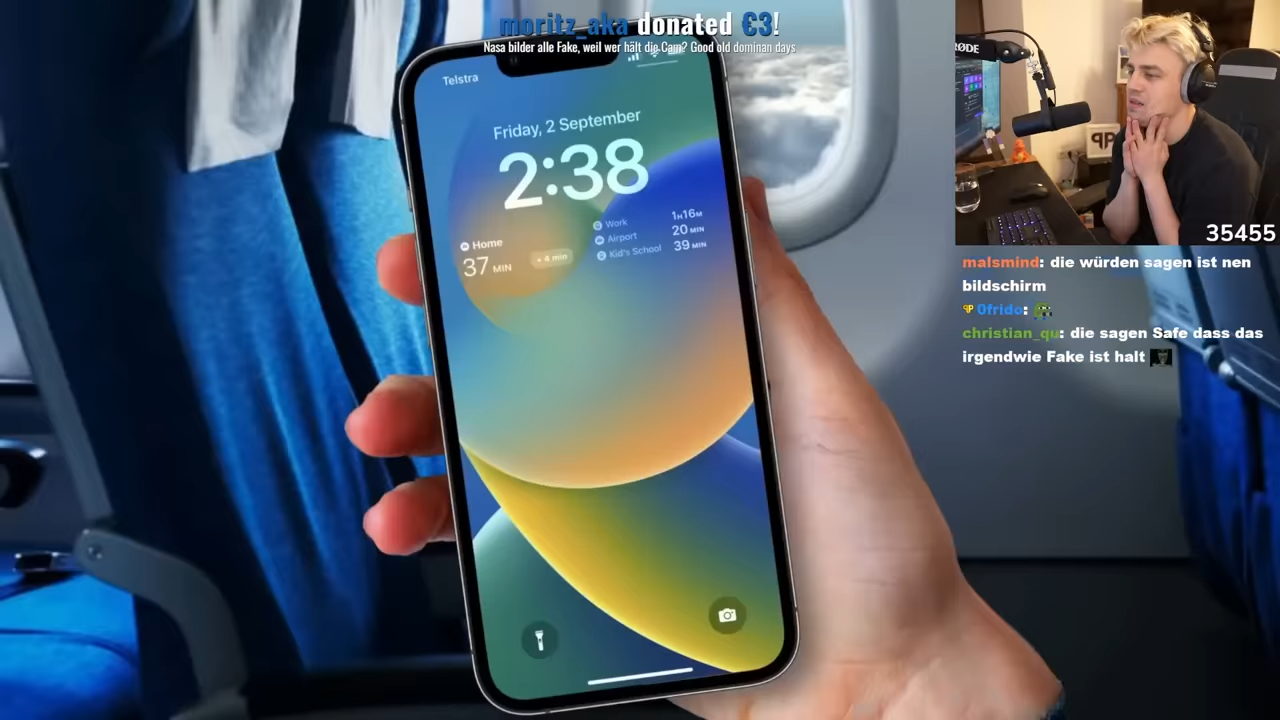 moritz_aka donated €3!
Nasa bilder alle Fake, weil wer hält die Cam? Good old dominan days
Telstra
Friday, 2 September
2:38
Home
37 MIN
+ 4 min
Work 1H16M
Airport 20 MIN
Kid's School 39 MIN
RØDE
PP
35455
malsmind: die würden sagen ist nen
bildschirm
0frido:
christian_qu: die sagen Safe dass das
irgendwie Fake ist halt